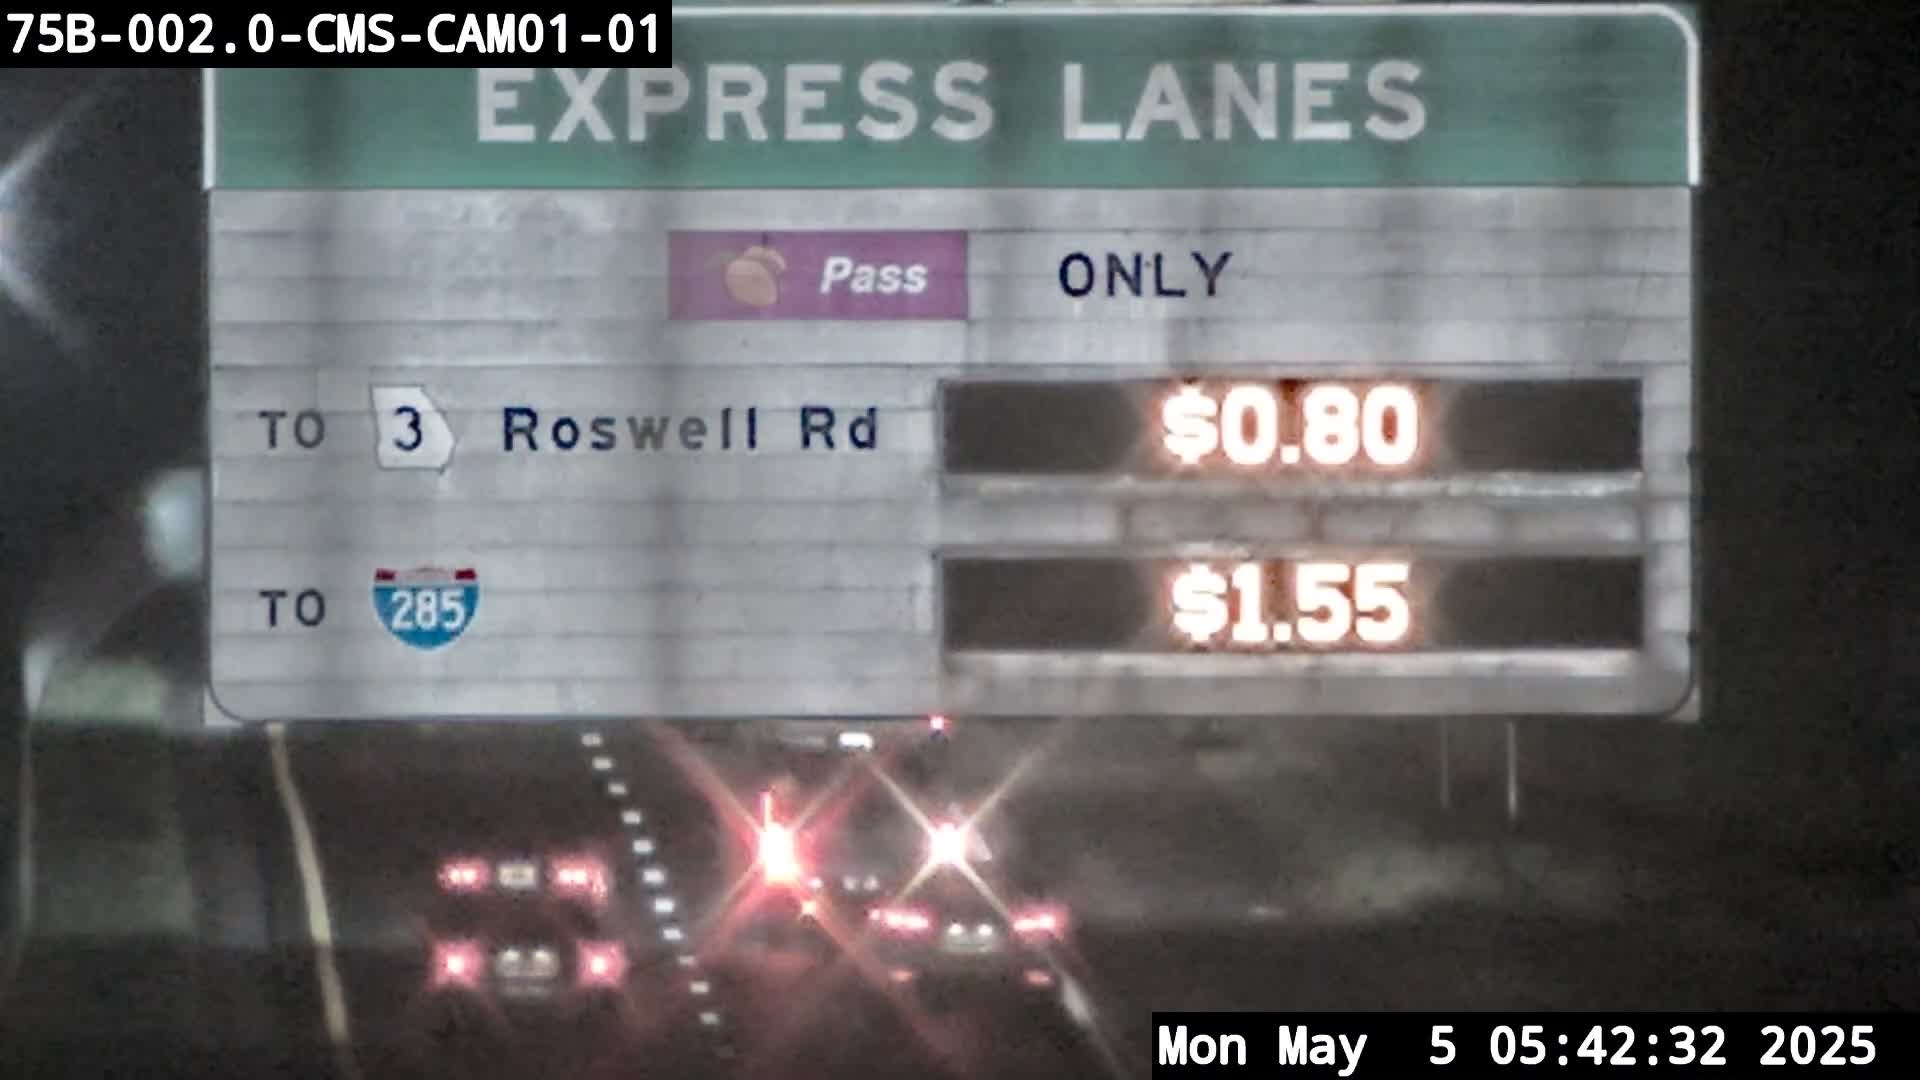 75B-002.0-CMS-CAM01-01
EXPRESS LANES
Pass ONLY
TO 3 Roswell Rd $0.80
TO 285 $1.55
Mon May 5 05:42:32 2025